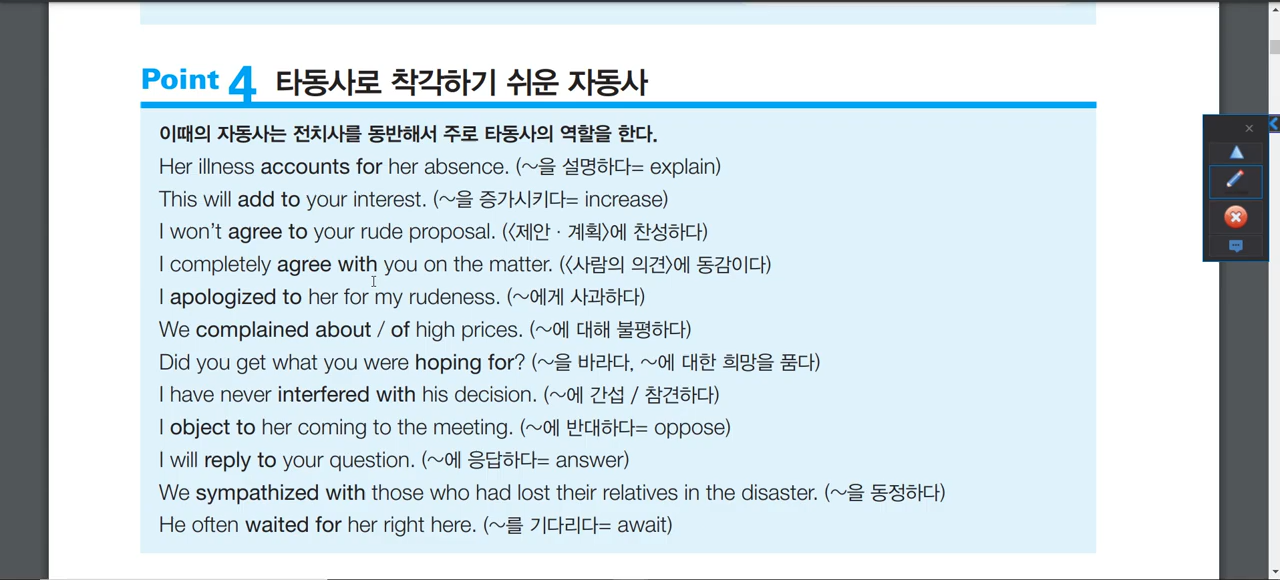 Point 4 타동사로 착각하기 쉬운 자동사
이때의 자동사는 전치사를 동반해서 주로 타동사의 역할을 한다.
Her illness accounts for her absence. (～을 설명하다= explain)
This will add to your interest. (～을 증가시키다= increase)
I won't agree to your rude proposal. (〈제안 · 계획〉에 찬성하다)
I completely agree with you on the matter. (〈사람의 의견〉에 동감이다)
I apologized to her for my rudeness. (～에게 사과하다)
We complained about / of high prices. (～에 대해 불평하다)
Did you get what you were hoping for? (～을 바라다, ～에 대한 희망을 품다)
I have never interfered with his decision. (～에 간섭 / 참견하다)
I object to her coming to the meeting. (～에 반대하다= oppose)
I will reply to your question. (～에 응답하다= answer)
We sympathized with those who had lost their relatives in the disaster. (～을 동정하다)
He often waited for her right here. (～를 기다리다= await)